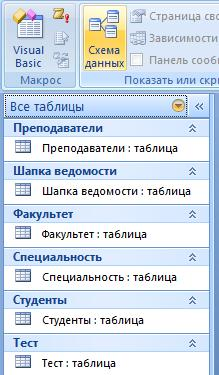 Visual
Basic
Макрос
Схема
данных
Страница сво
Зависимости
Панель сооб
Показать или скр
Все таблицы
Преподаватели
Преподаватели : таблица
Шапка ведомости
Шапка ведомости : таблица
Факультет
Факультет : таблица
Специальность
Специальность : таблица
Студенты
Студенты : таблица
Тест
Тест : таблица